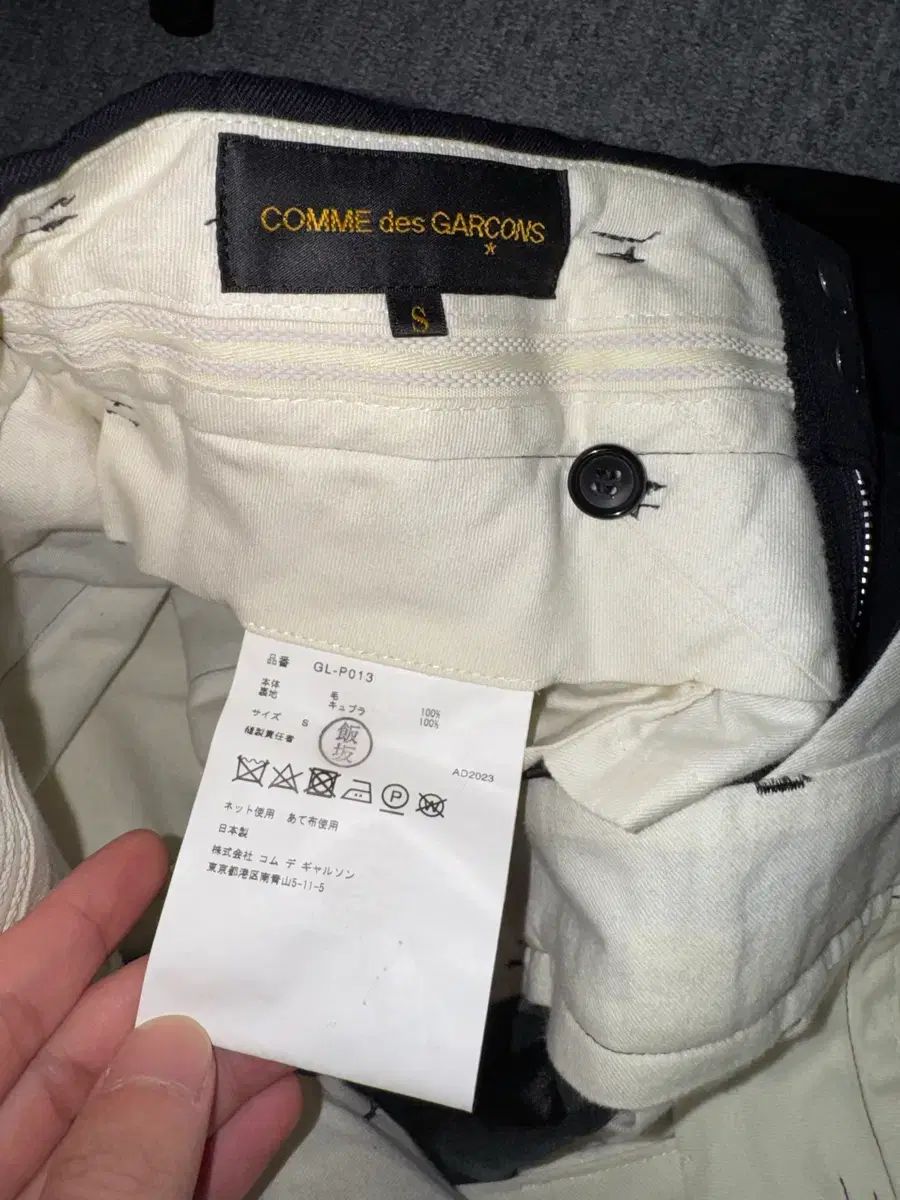 COMME des GARÇONS
S
品番 GL-P013
本体 毛 100%
裏地 キュプラ 100%
サイズ S
縫製責任者 飯坂
AD2023
P
W
ネット使用 あて布使用
日本製
株式会社 コム デ ギャルソン
東京都港区南青山5-11-5